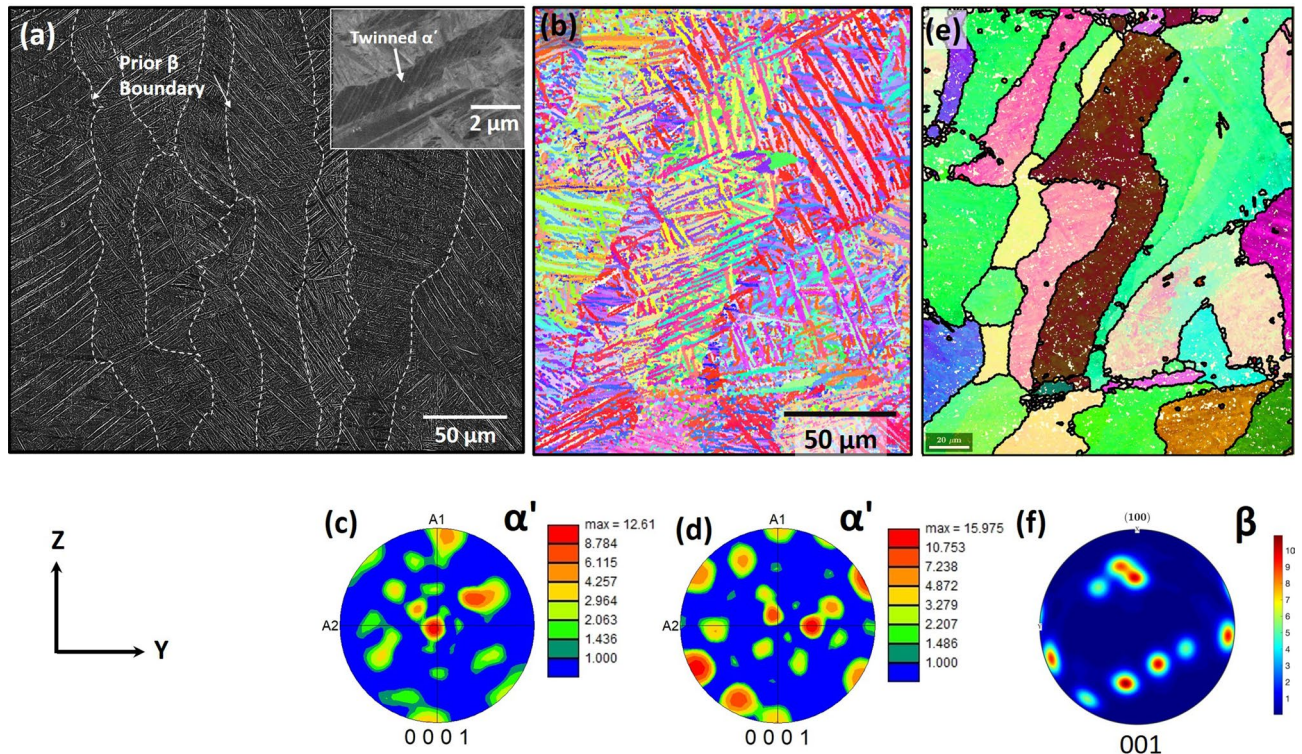 (a)
Prior β
Boundary
Twinned α´
2 µm
50 µm
(b)
50 µm
(e)
20 µm
Z
Y
(c)
A1
A2
0 0 0 1
α'
max = 12.61
8.784
6.115
4.257
2.964
2.063
1.436
1.000
(d)
A1
A2
0 0 0 1
α'
max = 15.975
10.753
7.238
4.872
3.279
2.207
1.486
1.000
(f)
(100)
001
β
10
9
8
7
6
5
4
3
2
1